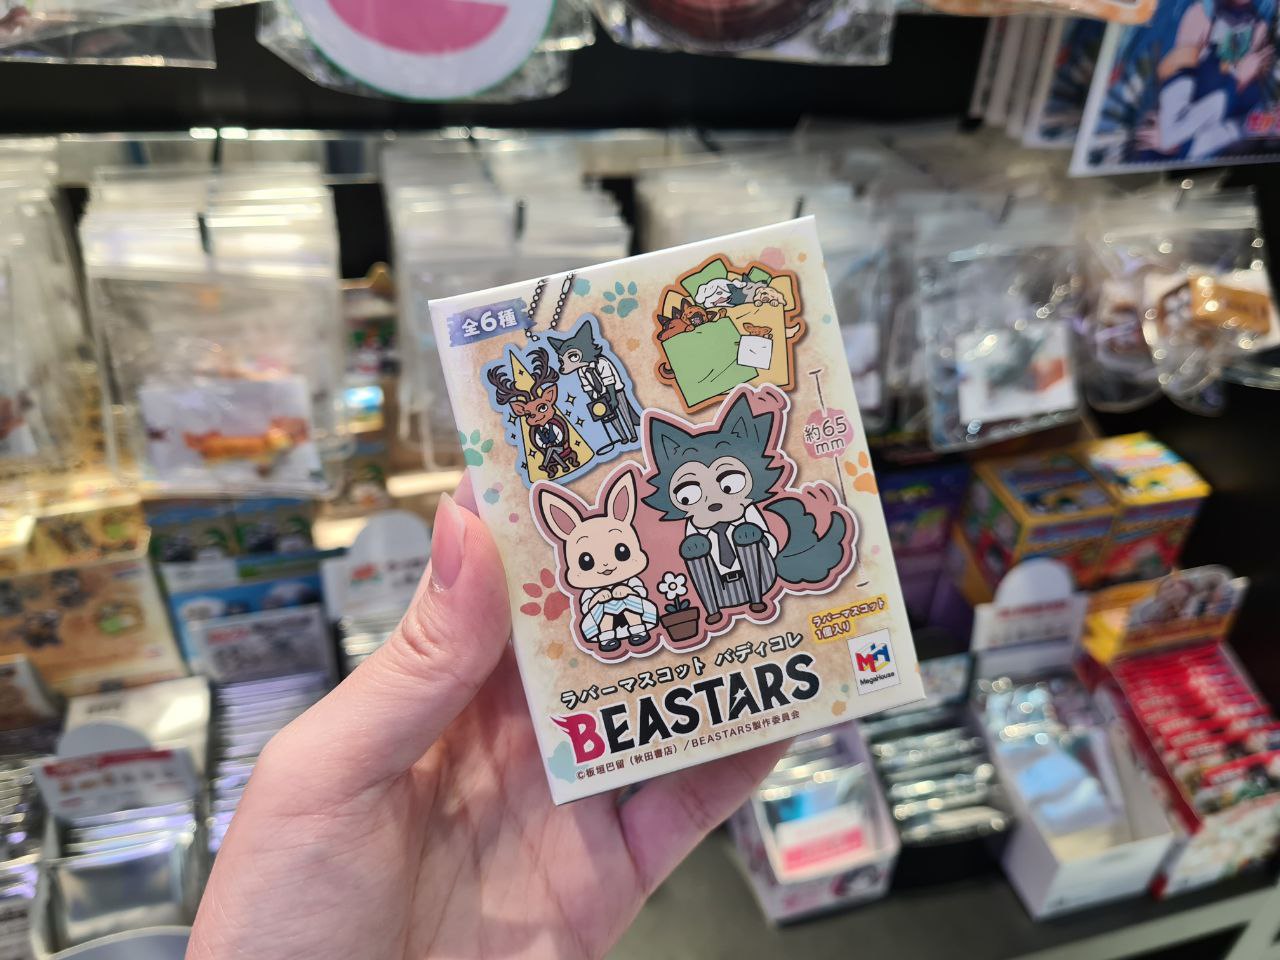 全6種
約65
mm
ラバーマスコット
1個入り
MegaHouse
ラバーマスコット バディコレ
BEASTARS
©板垣巴留（秋田書店）/BEASTARS製作委員会